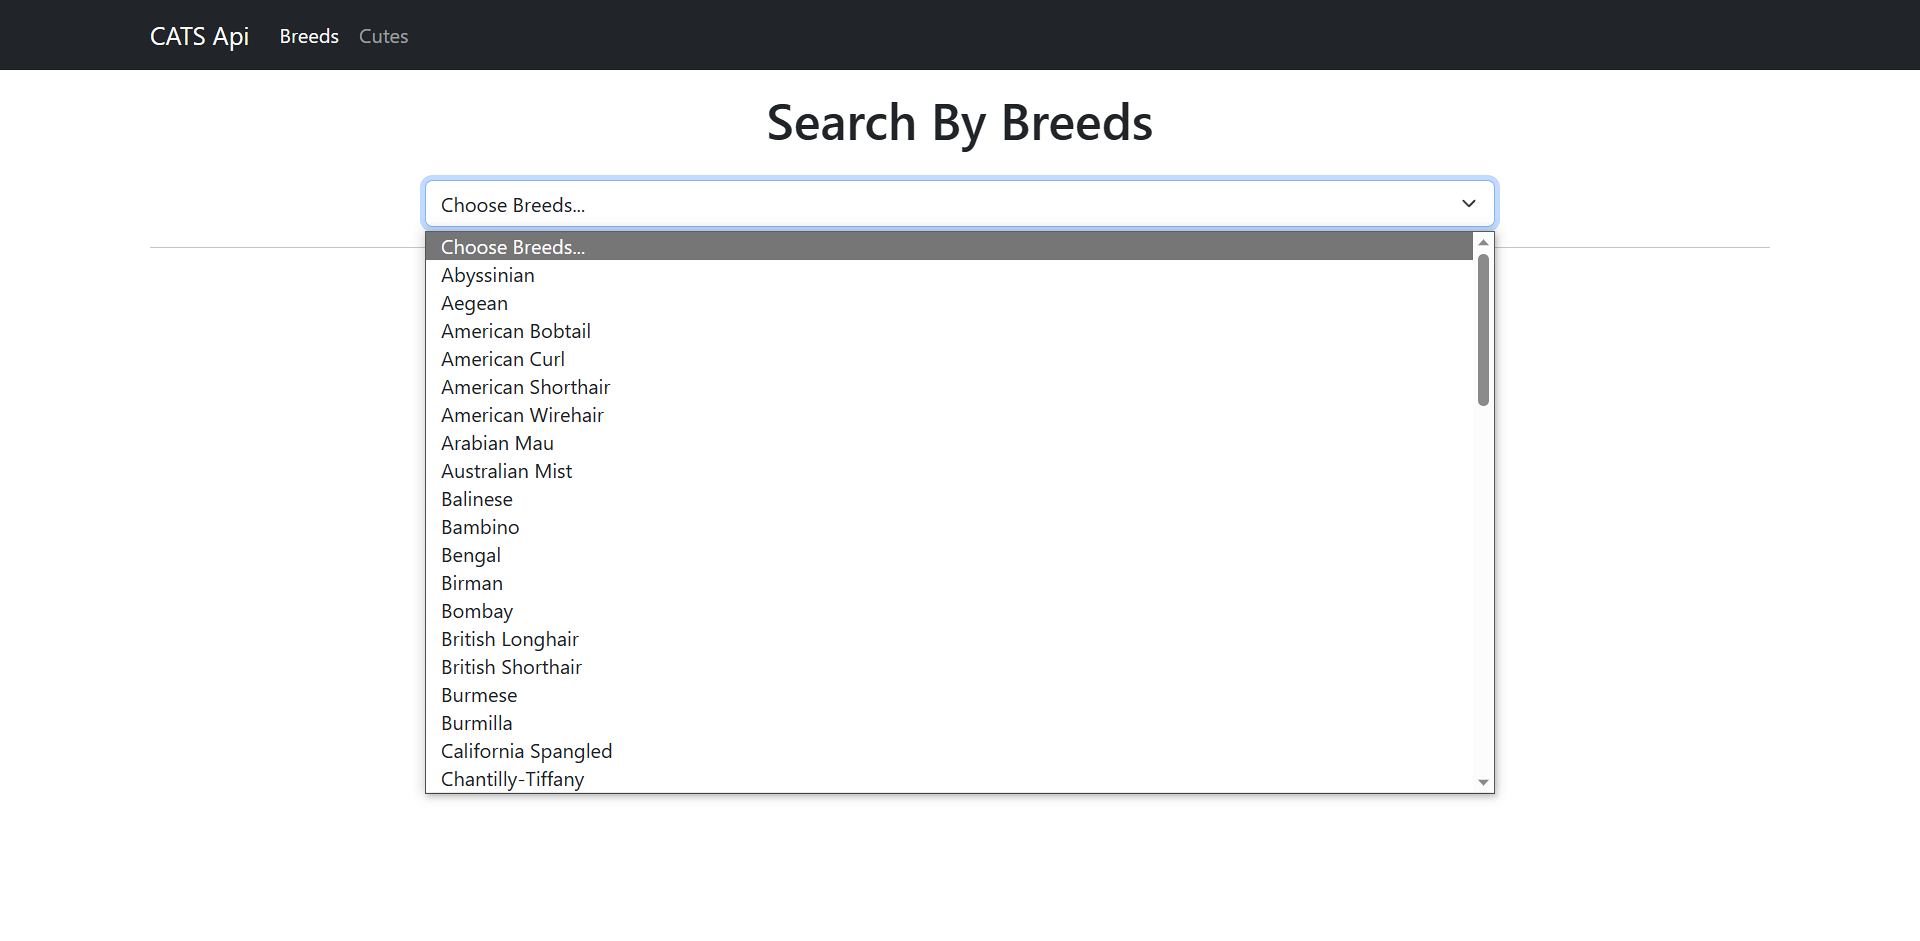 CATS Api Breeds Cutes
Search By Breeds
Choose Breeds...
Choose Breeds...
Abyssinian
Aegean
American Bobtail
American Curl
American Shorthair
American Wirehair
Arabian Mau
Australian Mist
Balinese
Bambino
Bengal
Birman
Bombay
British Longhair
British Shorthair
Burmese
Burmilla
California Spangled
Chantilly-Tiffany